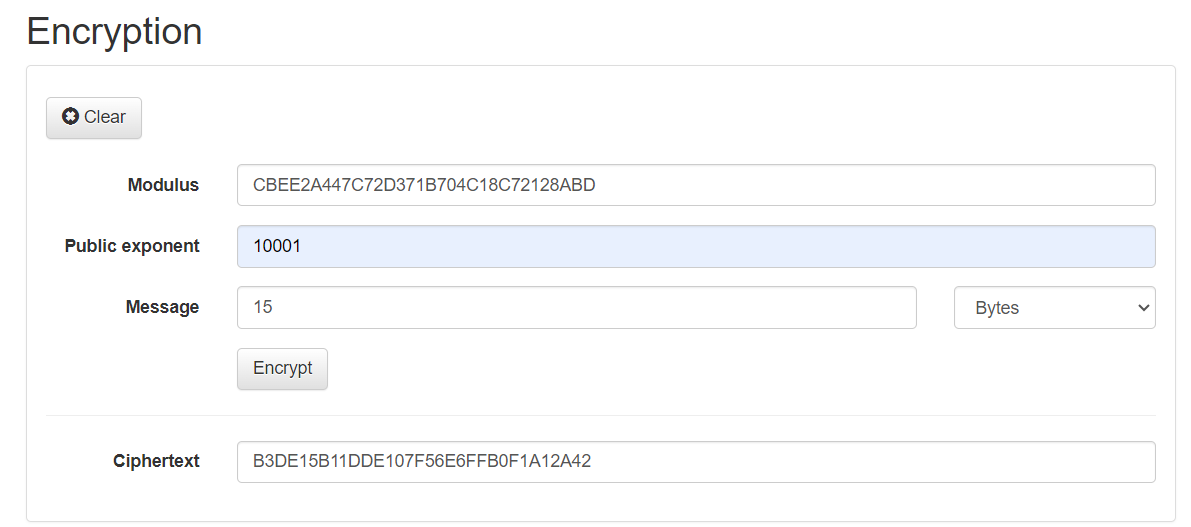 Encryption
Clear
Modulus CBEE2A447C72D371B704C18C72128ABD
Public exponent 10001
Message 15 Bytes
Encrypt
Ciphertext B3DE15B11DDE107F56E6FFB0F1A12A42